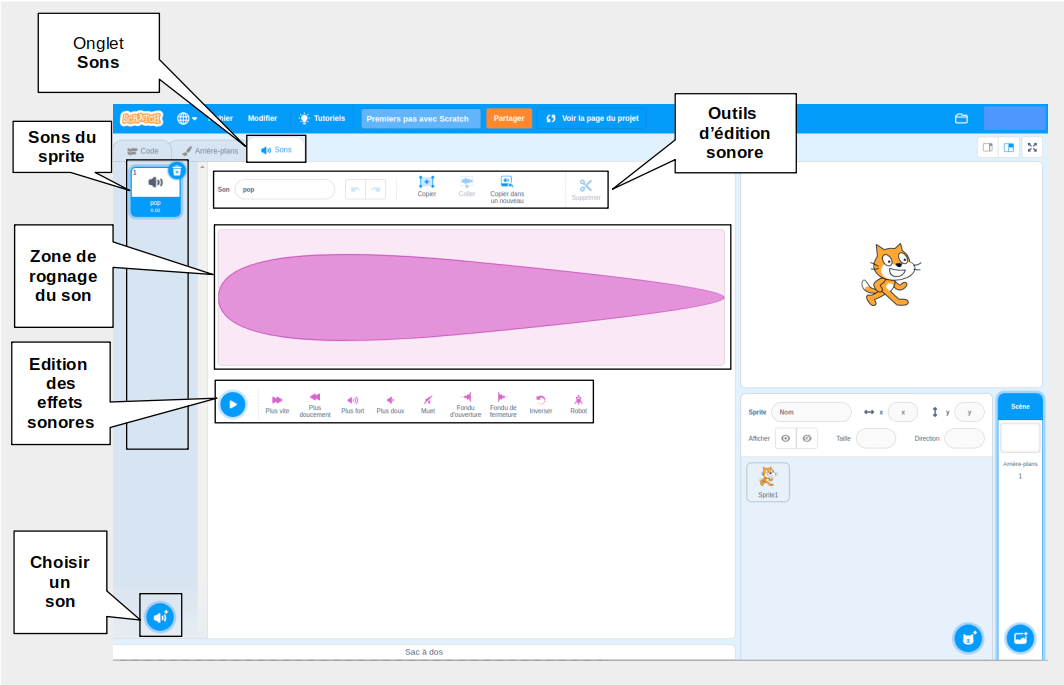 Onglet
Sons
Sons du
sprite
Zone de
rognage
du son
Edition
des
effets
sonores
Choisir
un
son
Outils
d'édition
sonore
SCRATCH
hier
Modifier
Tutoriels
Premiers pas avec Scratch
Partager
Voir la page du projet
Code
Arrière-plans
Sons
1
pop
0.02
Son
pop
Copier
Coller
Copier dans
un nouveau
Supprimer
Plus vite
Plus
doucement
Plus fort
Plus doux
Muet
Fondu
d'ouverture
Fondu de
fermeture
Inverser
Robot
Sac à dos
Sprite
Nom
x
x
y
y
Afficher
Taille
Direction
Sprite1
Scène
Arrière-plans
1